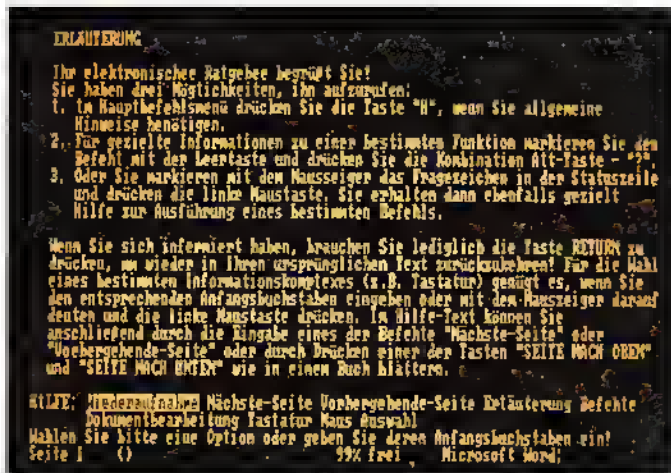 ERLÄUTERUNG
Ihr elektronischer Ratgeber begrüßt Sie!
Sie haben drei Möglichkeiten, ihn aufzurufen:
1. Im Hauptbefehlsmenü drücken Sie die Taste "H", wenn Sie allgemeine
Hinweise benötigen.
2. Für gezielte Informationen zu einer bestimmten Funktion markieren Sie den
Befehl mit der Leertaste und drücken Sie die Kombination Alt-Taste - "?".
3. Oder Sie markieren mit dem Mauszeiger das Fragezeichen in der Statuszeile
und drücken die linke Maustaste. Sie erhalten dann ebenfalls gezielt
Hilfe zur Ausführung eines bestimmten Befehls.
Wenn Sie sich informiert haben, brauchen Sie lediglich die Taste RETURN zu
drücken, um wieder in Ihren ursprünglichen Text zurückzukehren! Für die Wahl
eines bestimmten Informationskomplexes (z.B. Tastatur) genügt es, wenn Sie
den entsprechenden Anfangsbuchstaben eingeben oder mit dem Mauszeiger darauf
deuten und die linke Maustaste drücken. Im Hilfe-Text können Sie
anschließend durch die Eingabe eines der Befehle "Nächste-Seite" oder
"Vorhergehende-Seite" oder durch Drücken einer der Tasten "SEITE NACH OBEN"
und "SEITE NACH UNTEN" wie in einem Buch blättern.
HILFE: Wiederaufnahme Nächste-Seite Vorhergehende-Seite Erläuterung Befehle
Dokumentbearbeitung Tastatur Maus Auswahl
Wählen Sie bitte eine Option oder geben Sie deren Anfangsbuchstaben ein!
Seite 1 {} 99% frei Microsoft Word: